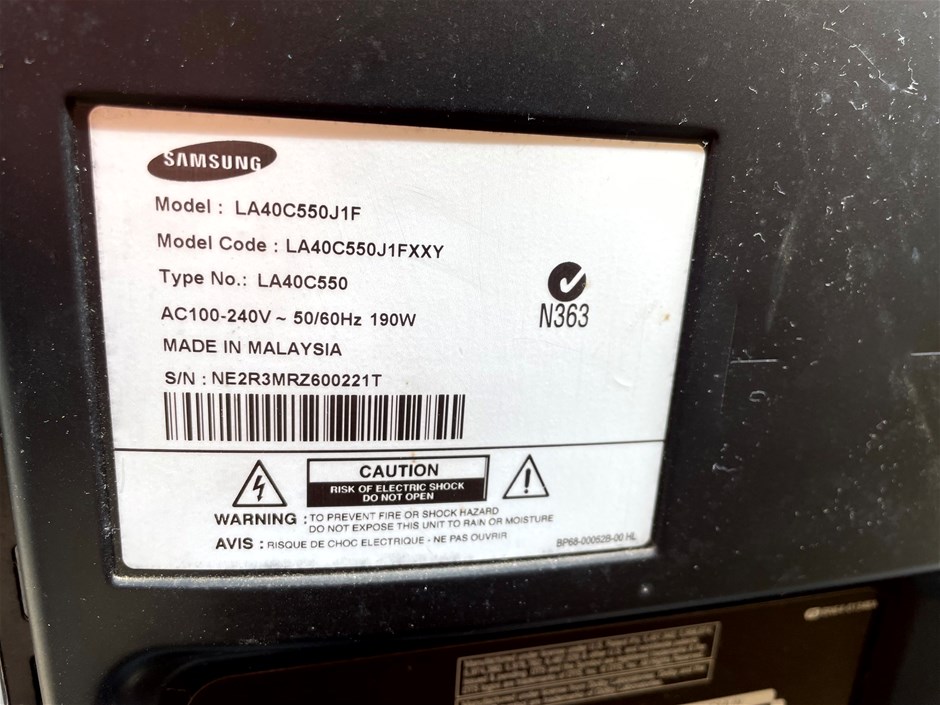 SAMSUNG
Model : LA40C550J1F
Model Code : LA40C550J1FXXY
Type No.: LA40C550
AC100-240V ~ 50/60Hz 190W
MADE IN MALAYSIA
S/N : NE2R3MRZ600221T
N363
CAUTION
RISK OF ELECTRIC SHOCK
DO NOT OPEN
WARNING : TO PREVENT FIRE OR SHOCK HAZARD
DO NOT EXPOSE THIS UNIT TO RAIN OR MOISTURE
AVIS : RISQUE DE CHOC ELECTRIQUE - NE PAS OUVRIR
BP68-00052B-00 HL